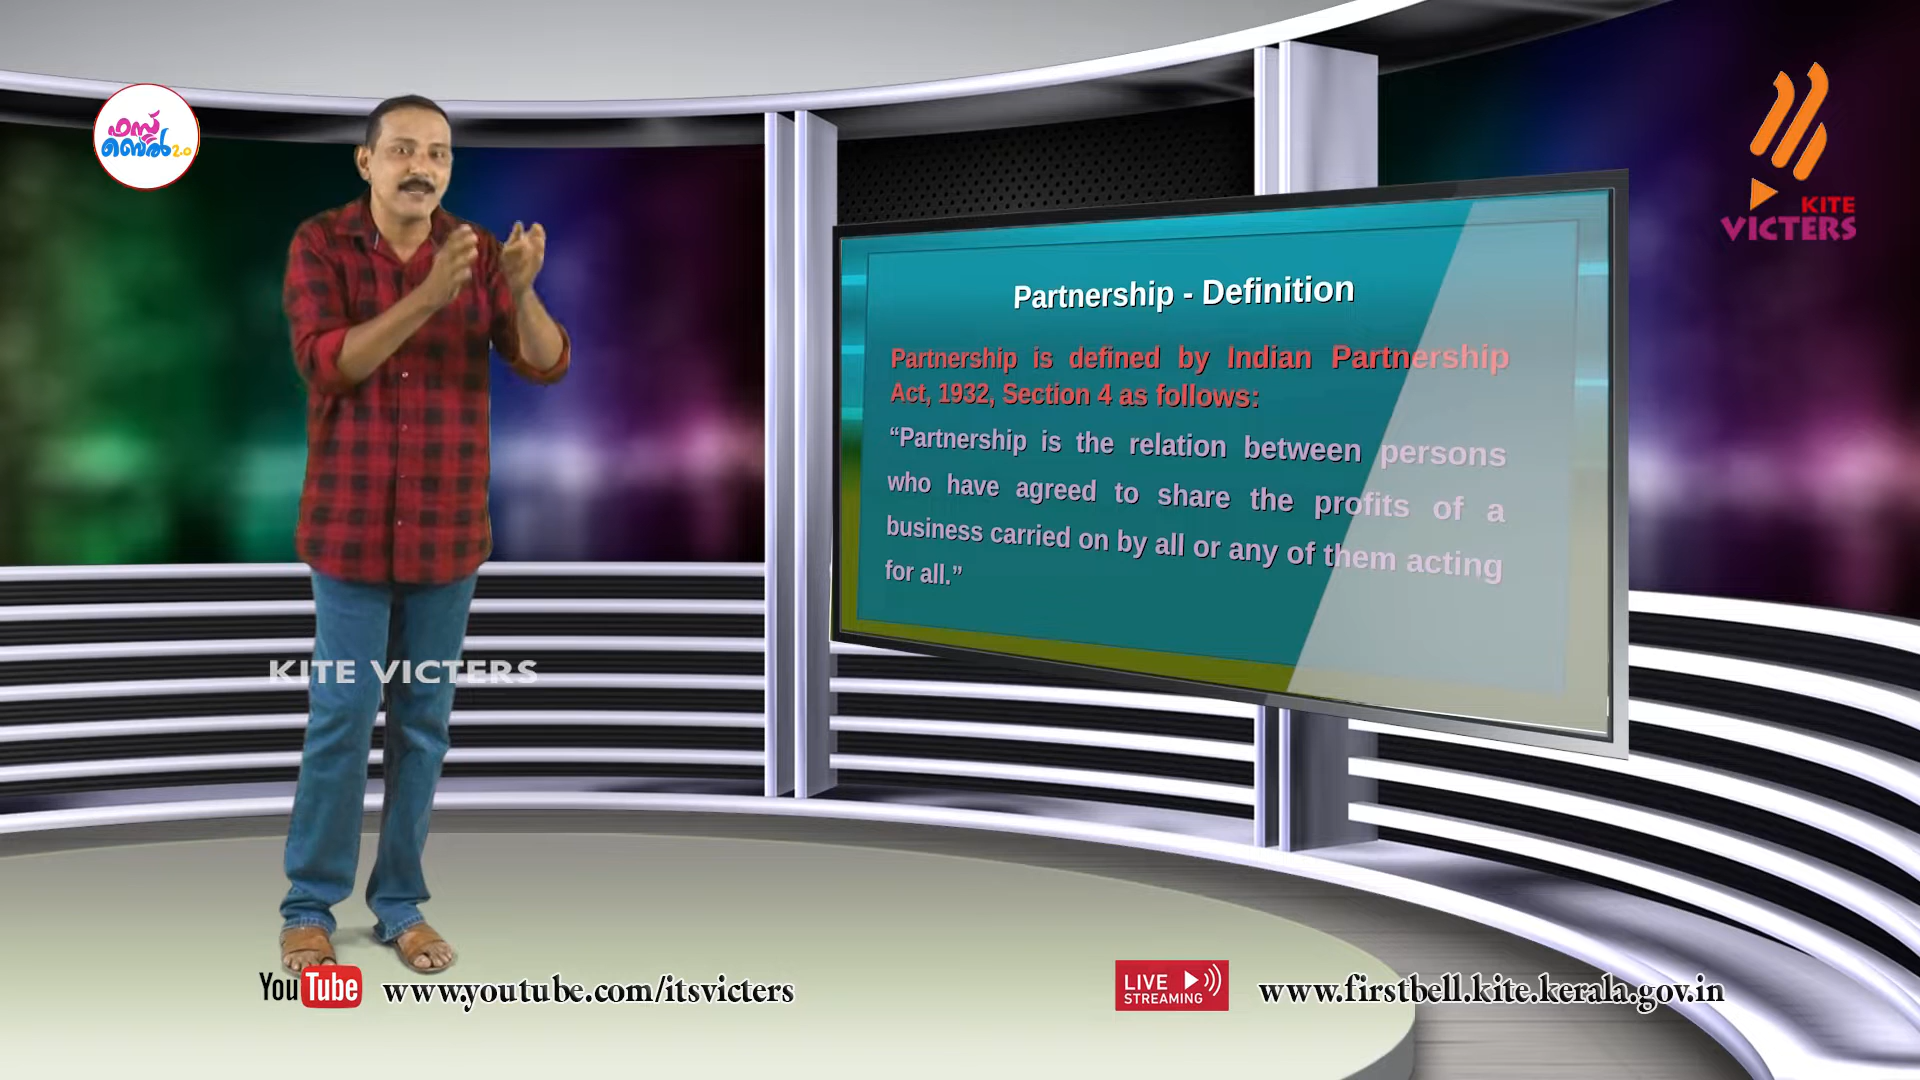 ഫസ്റ്റ്
ബെൽ 2.0
KITE
VICTERS
Partnership - Definition
Partnership is defined by Indian Partnership
Act, 1932, Section 4 as follows:
“Partnership is the relation between persons
who have agreed to share the profits of a
business carried on by all or any of them acting
for all.”
KITE VICTERS
YouTube www.youtube.com/itsvicters
LIVE
STREAMING
www.firstbell.kite.kerala.gov.in